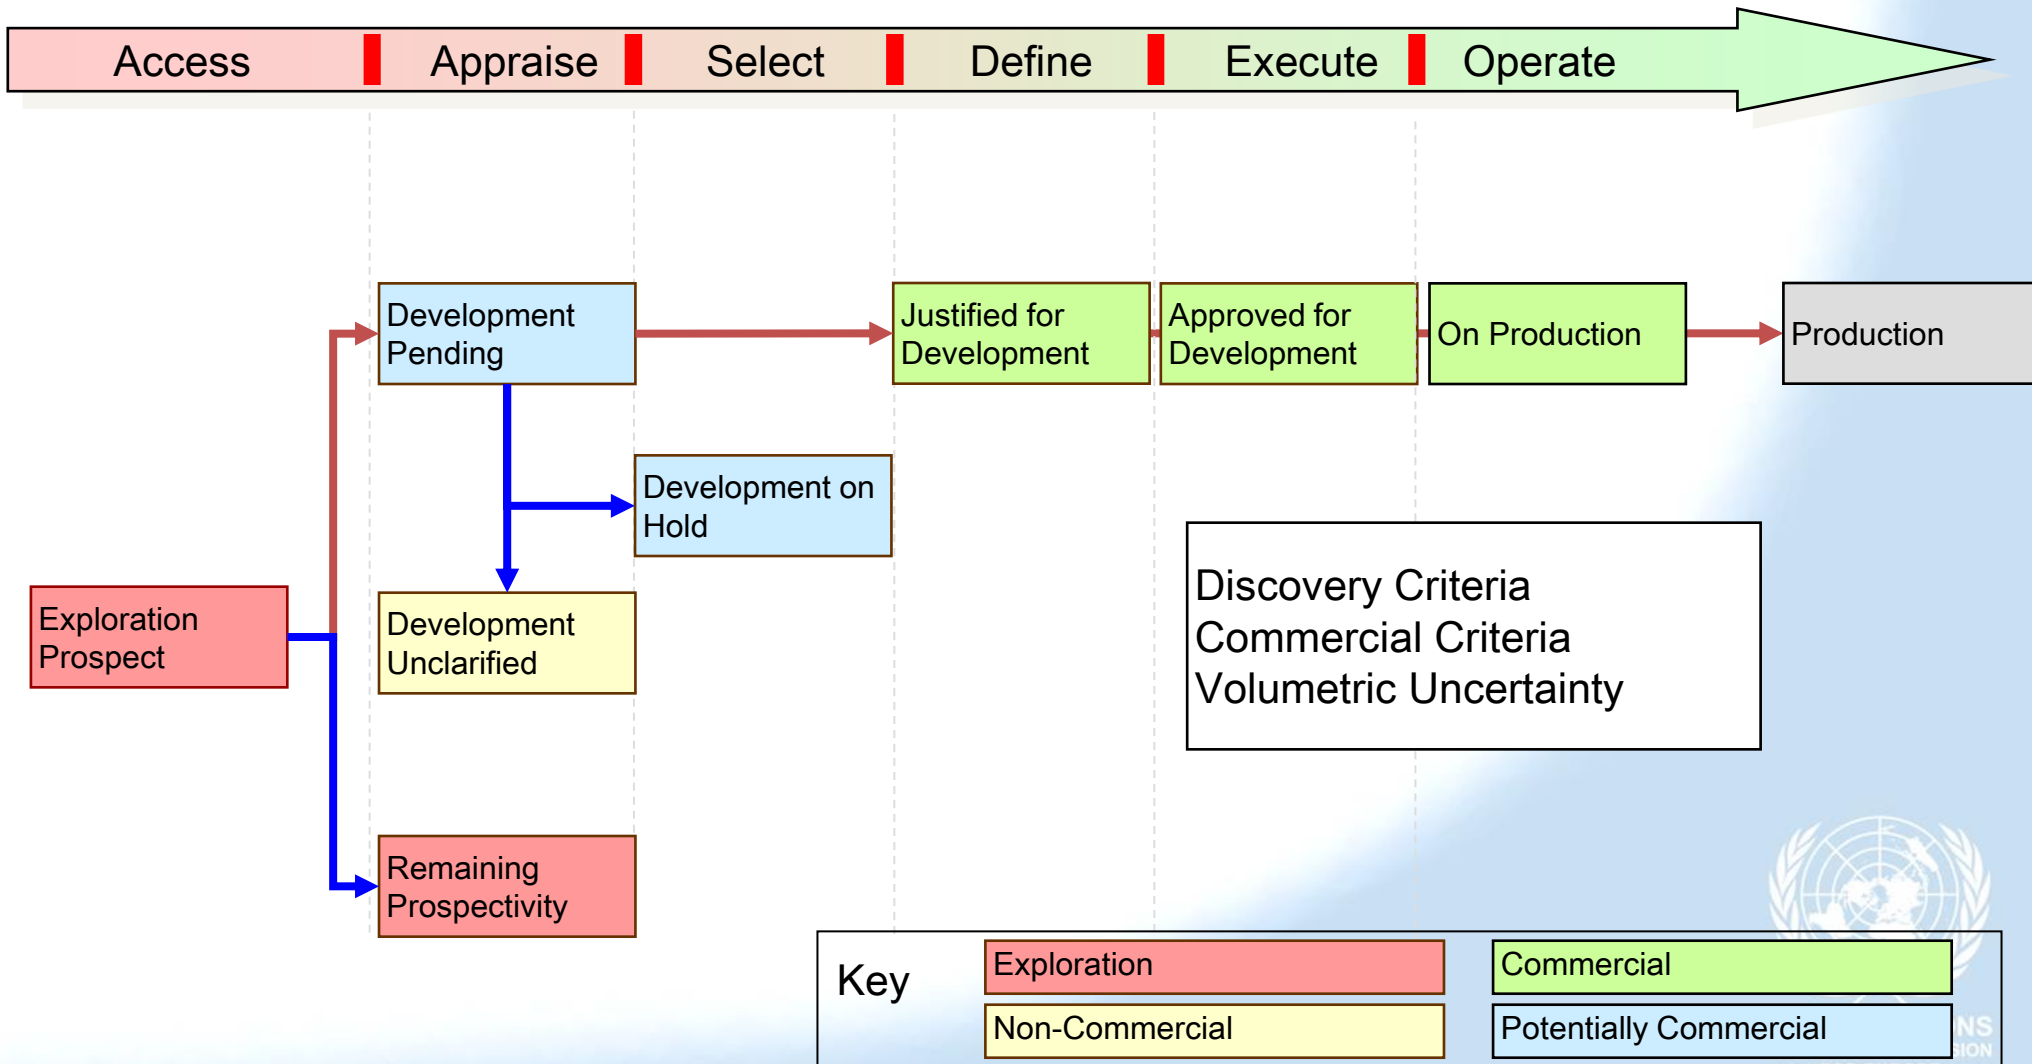 Access
Appraise
Select
Define
Execute
Operate
Development
Pending
Justified for
Development
Approved for
Development
On Production
Production
Development on
Hold
Exploration
Prospect
Development
Unclarified
Discovery Criteria
Commercial Criteria
Volumetric Uncertainty
Remaining
Prospectivity
Key
Exploration
Commercial
Non-Commercial
Potentially Commercial